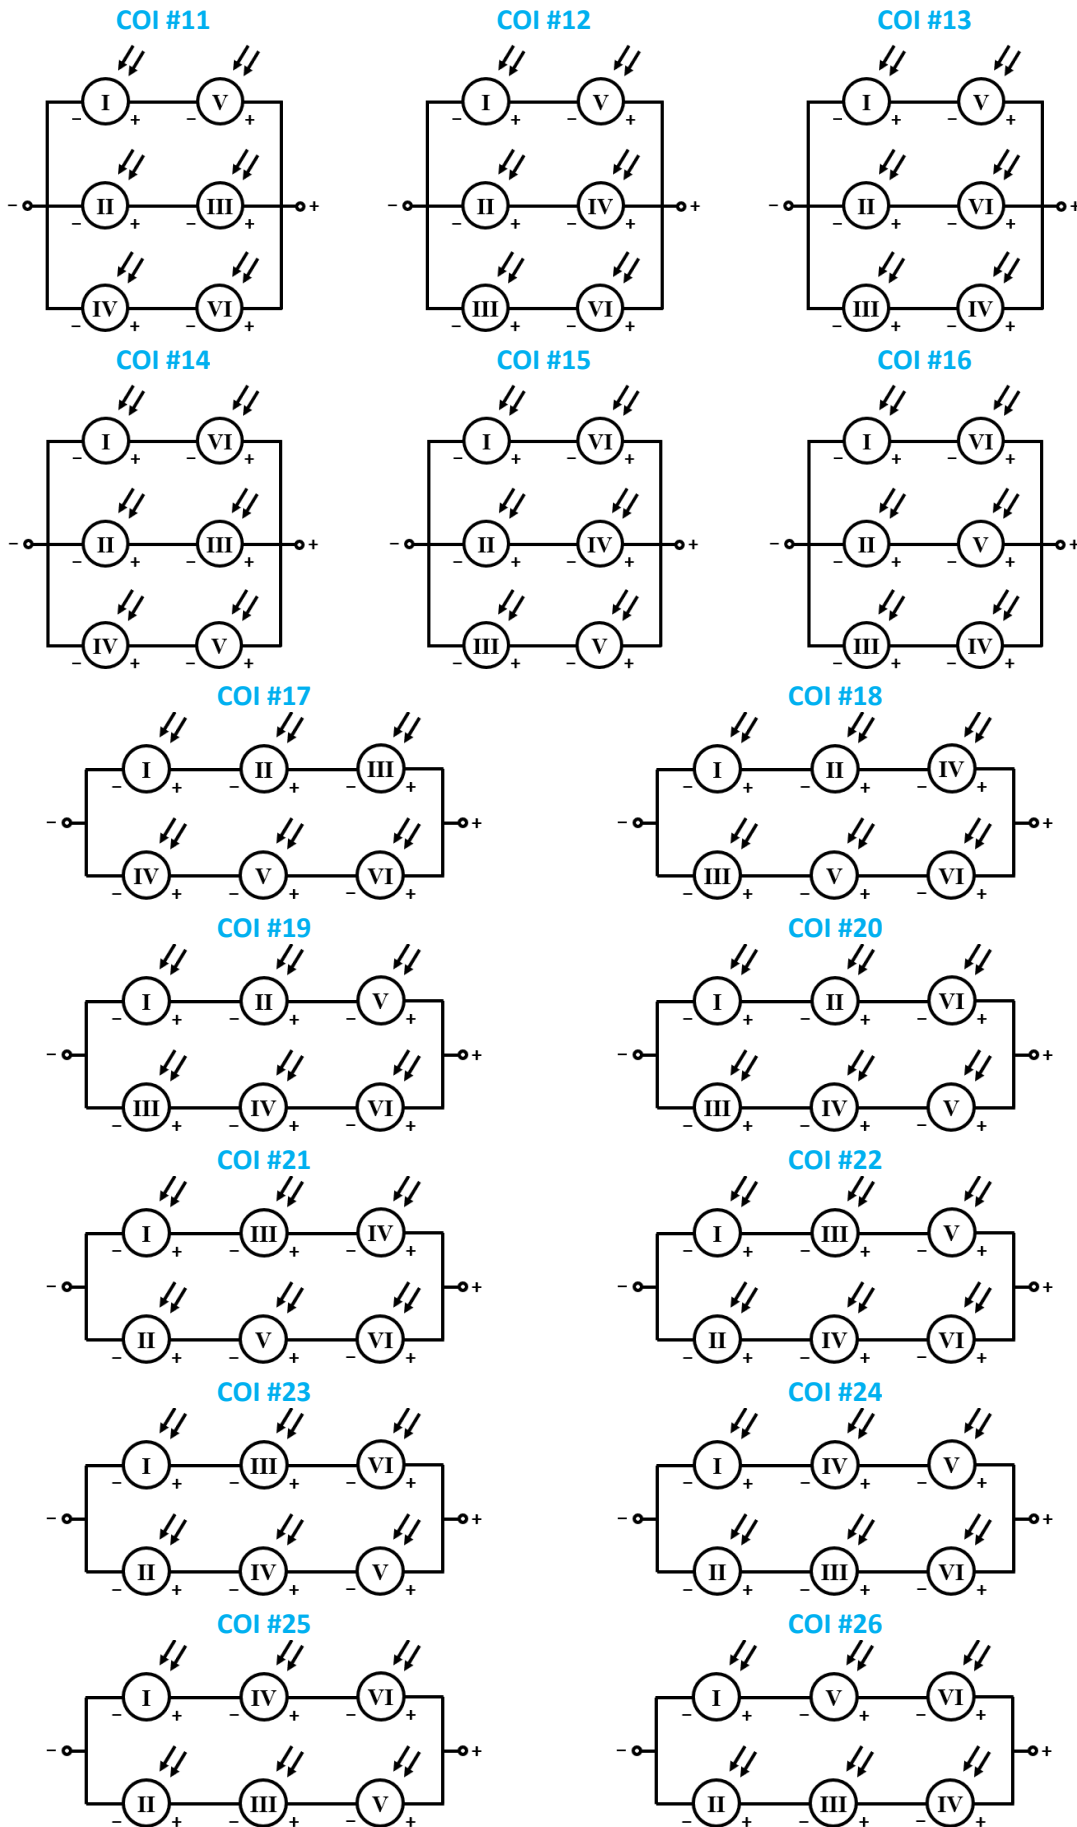 COI #11 COI #12 COI #13
I V I V I V
− + − + − + − + − + − +
− II III + − II IV + − II VI +
− + − + − + − + − + − +
IV VI III VI III IV
− + − + − + − + − + − +
COI #14 COI #15 COI #16
I VI I VI I VI
− + − + − + − + − + − +
− II III + − II IV + − II V +
− + − + − + − + − + − +
IV V III V III IV
− + − + − + − + − + − +
COI #17 COI #18
I II III I II IV
− + − + − + − + − + − +
− + − +
IV V VI III V VI
− + − + − + − + − + − +
COI #19 COI #20
I II V I II VI
− + − + − + − + − + − +
− + − +
III IV VI III IV V
− + − + − + − + − + − +
COI #21 COI #22
I III IV I III V
− + − + − + − + − + − +
− + − +
II V VI II IV VI
− + − + − + − + − + − +
COI #23 COI #24
I III VI I IV V
− + − + − + − + − + − +
− + − +
II IV V II III VI
− + − + − + − + − + − +
COI #25 COI #26
I IV VI I V VI
− + − + − + − + − + − +
− + − +
II III V II III IV
− + − + − + − + − + − +